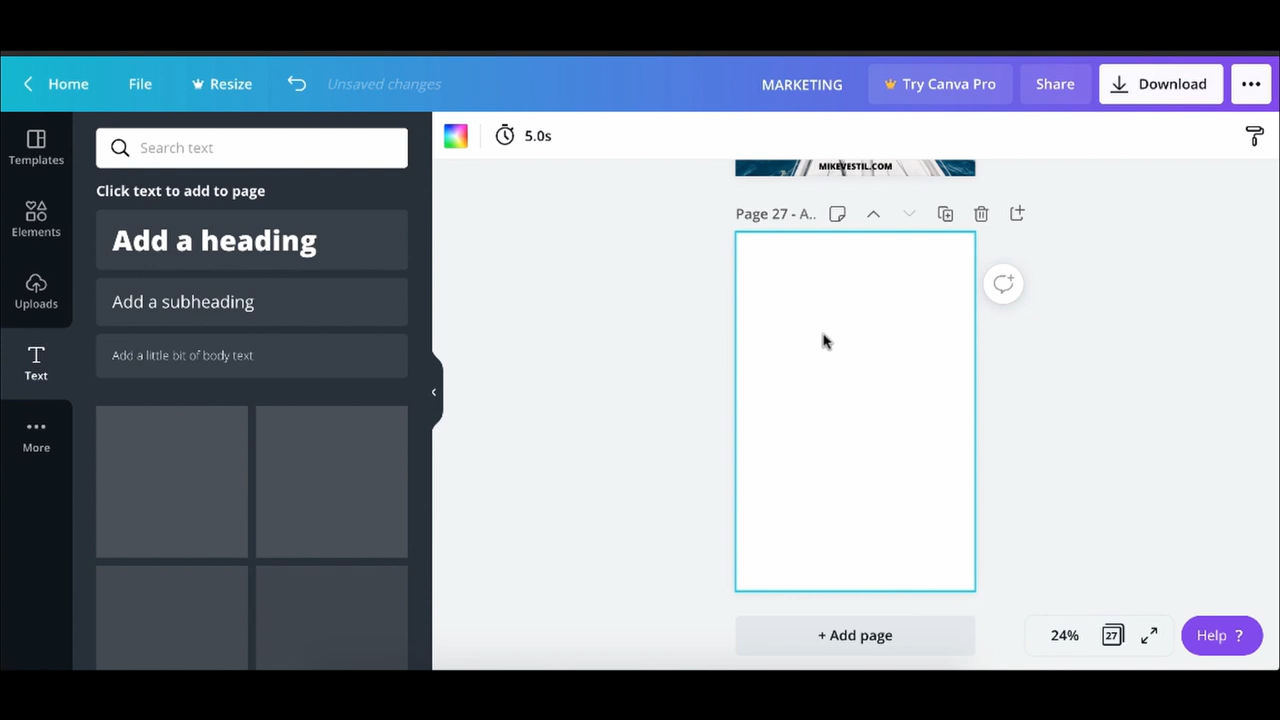 Home
File
Resize
Unsaved changes
MARKETING
Try Canva Pro
Share
Download
Templates
Elements
Uploads
Text
More
Search text
Click text to add to page
Add a heading
Add a subheading
Add a little bit of body text
5.0s
MIKEVESTIL.COM
Page 27 - A..
+ Add page
24%
27
Help ?